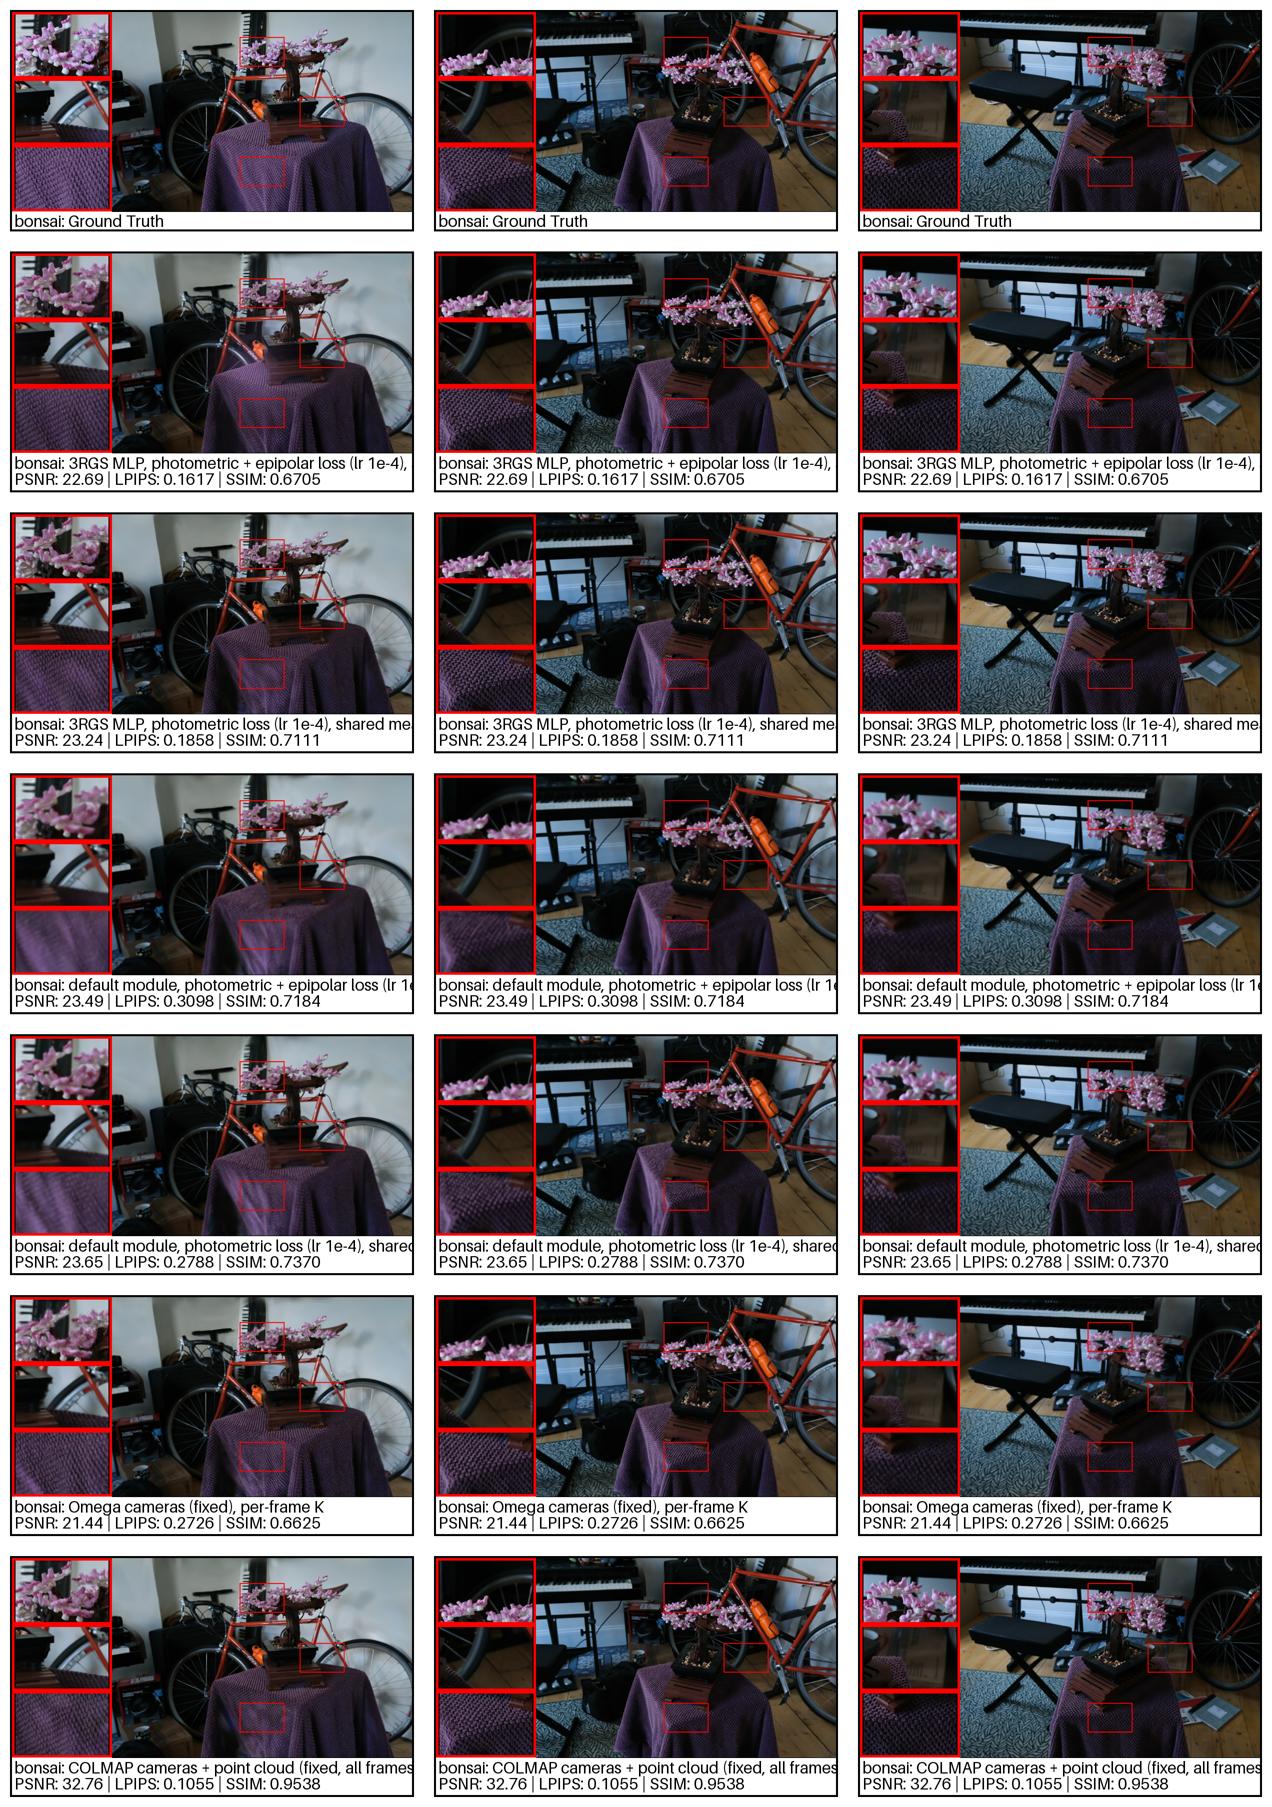 bonsai: Ground Truth
bonsai: Ground Truth
bonsai: Ground Truth
bonsai: 3RGS MLP, photometric + epipolar loss (lr 1e-4),
PSNR: 22.69 | LPIPS: 0.1617 | SSIM: 0.6705
bonsai: 3RGS MLP, photometric + epipolar loss (lr 1e-4),
PSNR: 22.69 | LPIPS: 0.1617 | SSIM: 0.6705
bonsai: 3RGS MLP, photometric + epipolar loss (lr 1e-4),
PSNR: 22.69 | LPIPS: 0.1617 | SSIM: 0.6705
bonsai: 3RGS MLP, photometric loss (lr 1e-4), shared me
PSNR: 23.24 | LPIPS: 0.1858 | SSIM: 0.7111
bonsai: 3RGS MLP, photometric loss (lr 1e-4), shared me
PSNR: 23.24 | LPIPS: 0.1858 | SSIM: 0.7111
bonsai: 3RGS MLP, photometric loss (lr 1e-4), shared me
PSNR: 23.24 | LPIPS: 0.1858 | SSIM: 0.7111
bonsai: default module, photometric + epipolar loss (lr 1e
PSNR: 23.49 | LPIPS: 0.3098 | SSIM: 0.7184
bonsai: default module, photometric + epipolar loss (lr 1e
PSNR: 23.49 | LPIPS: 0.3098 | SSIM: 0.7184
bonsai: default module, photometric + epipolar loss (lr 1e
PSNR: 23.49 | LPIPS: 0.3098 | SSIM: 0.7184
bonsai: default module, photometric loss (lr 1e-4), shared
PSNR: 23.65 | LPIPS: 0.2788 | SSIM: 0.7370
bonsai: default module, photometric loss (lr 1e-4), shared
PSNR: 23.65 | LPIPS: 0.2788 | SSIM: 0.7370
bonsai: default module, photometric loss (lr 1e-4), shared
PSNR: 23.65 | LPIPS: 0.2788 | SSIM: 0.7370
bonsai: Omega cameras (fixed), per-frame K
PSNR: 21.44 | LPIPS: 0.2726 | SSIM: 0.6625
bonsai: Omega cameras (fixed), per-frame K
PSNR: 21.44 | LPIPS: 0.2726 | SSIM: 0.6625
bonsai: Omega cameras (fixed), per-frame K
PSNR: 21.44 | LPIPS: 0.2726 | SSIM: 0.6625
bonsai: COLMAP cameras + point cloud (fixed, all frames
PSNR: 32.76 | LPIPS: 0.1055 | SSIM: 0.9538
bonsai: COLMAP cameras + point cloud (fixed, all frames
PSNR: 32.76 | LPIPS: 0.1055 | SSIM: 0.9538
bonsai: COLMAP cameras + point cloud (fixed, all frames
PSNR: 32.76 | LPIPS: 0.1055 | SSIM: 0.9538